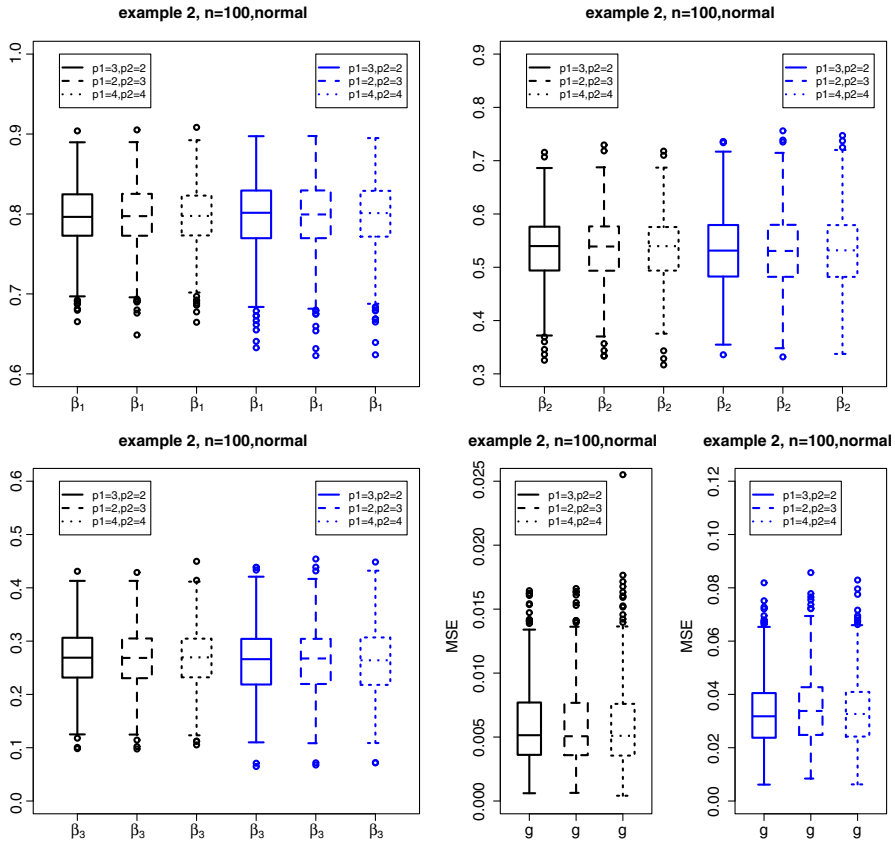 example 2, n=100,normal
1.0
0.9
0.8
0.7
0.6
p1=3,p2=2
p1=2,p2=3
p1=4,p2=4
p1=3,p2=2
p1=2,p2=3
p1=4,p2=4
β1 β1 β1 β1 β1 β1
example 2, n=100,normal
0.9
0.8
0.7
0.6
0.5
0.4
0.3
p1=3,p2=2
p1=2,p2=3
p1=4,p2=4
p1=3,p2=2
p1=2,p2=3
p1=4,p2=4
β2 β2 β2 β2 β2 β2
example 2, n=100,normal
0.6
0.5
0.4
0.3
0.2
0.1
0.0
p1=3,p2=2
p1=2,p2=3
p1=4,p2=4
p1=3,p2=2
p1=2,p2=3
p1=4,p2=4
β3 β3 β3 β3 β3 β3
example 2, n=100,normal
MSE
0.025
0.020
0.015
0.010
0.005
0.000
p1=3,p2=2
p1=2,p2=3
p1=4,p2=4
g g g
example 2, n=100,normal
MSE
0.12
0.10
0.08
0.06
0.04
0.02
0.00
p1=3,p2=2
p1=2,p2=3
p1=4,p2=4
g g g